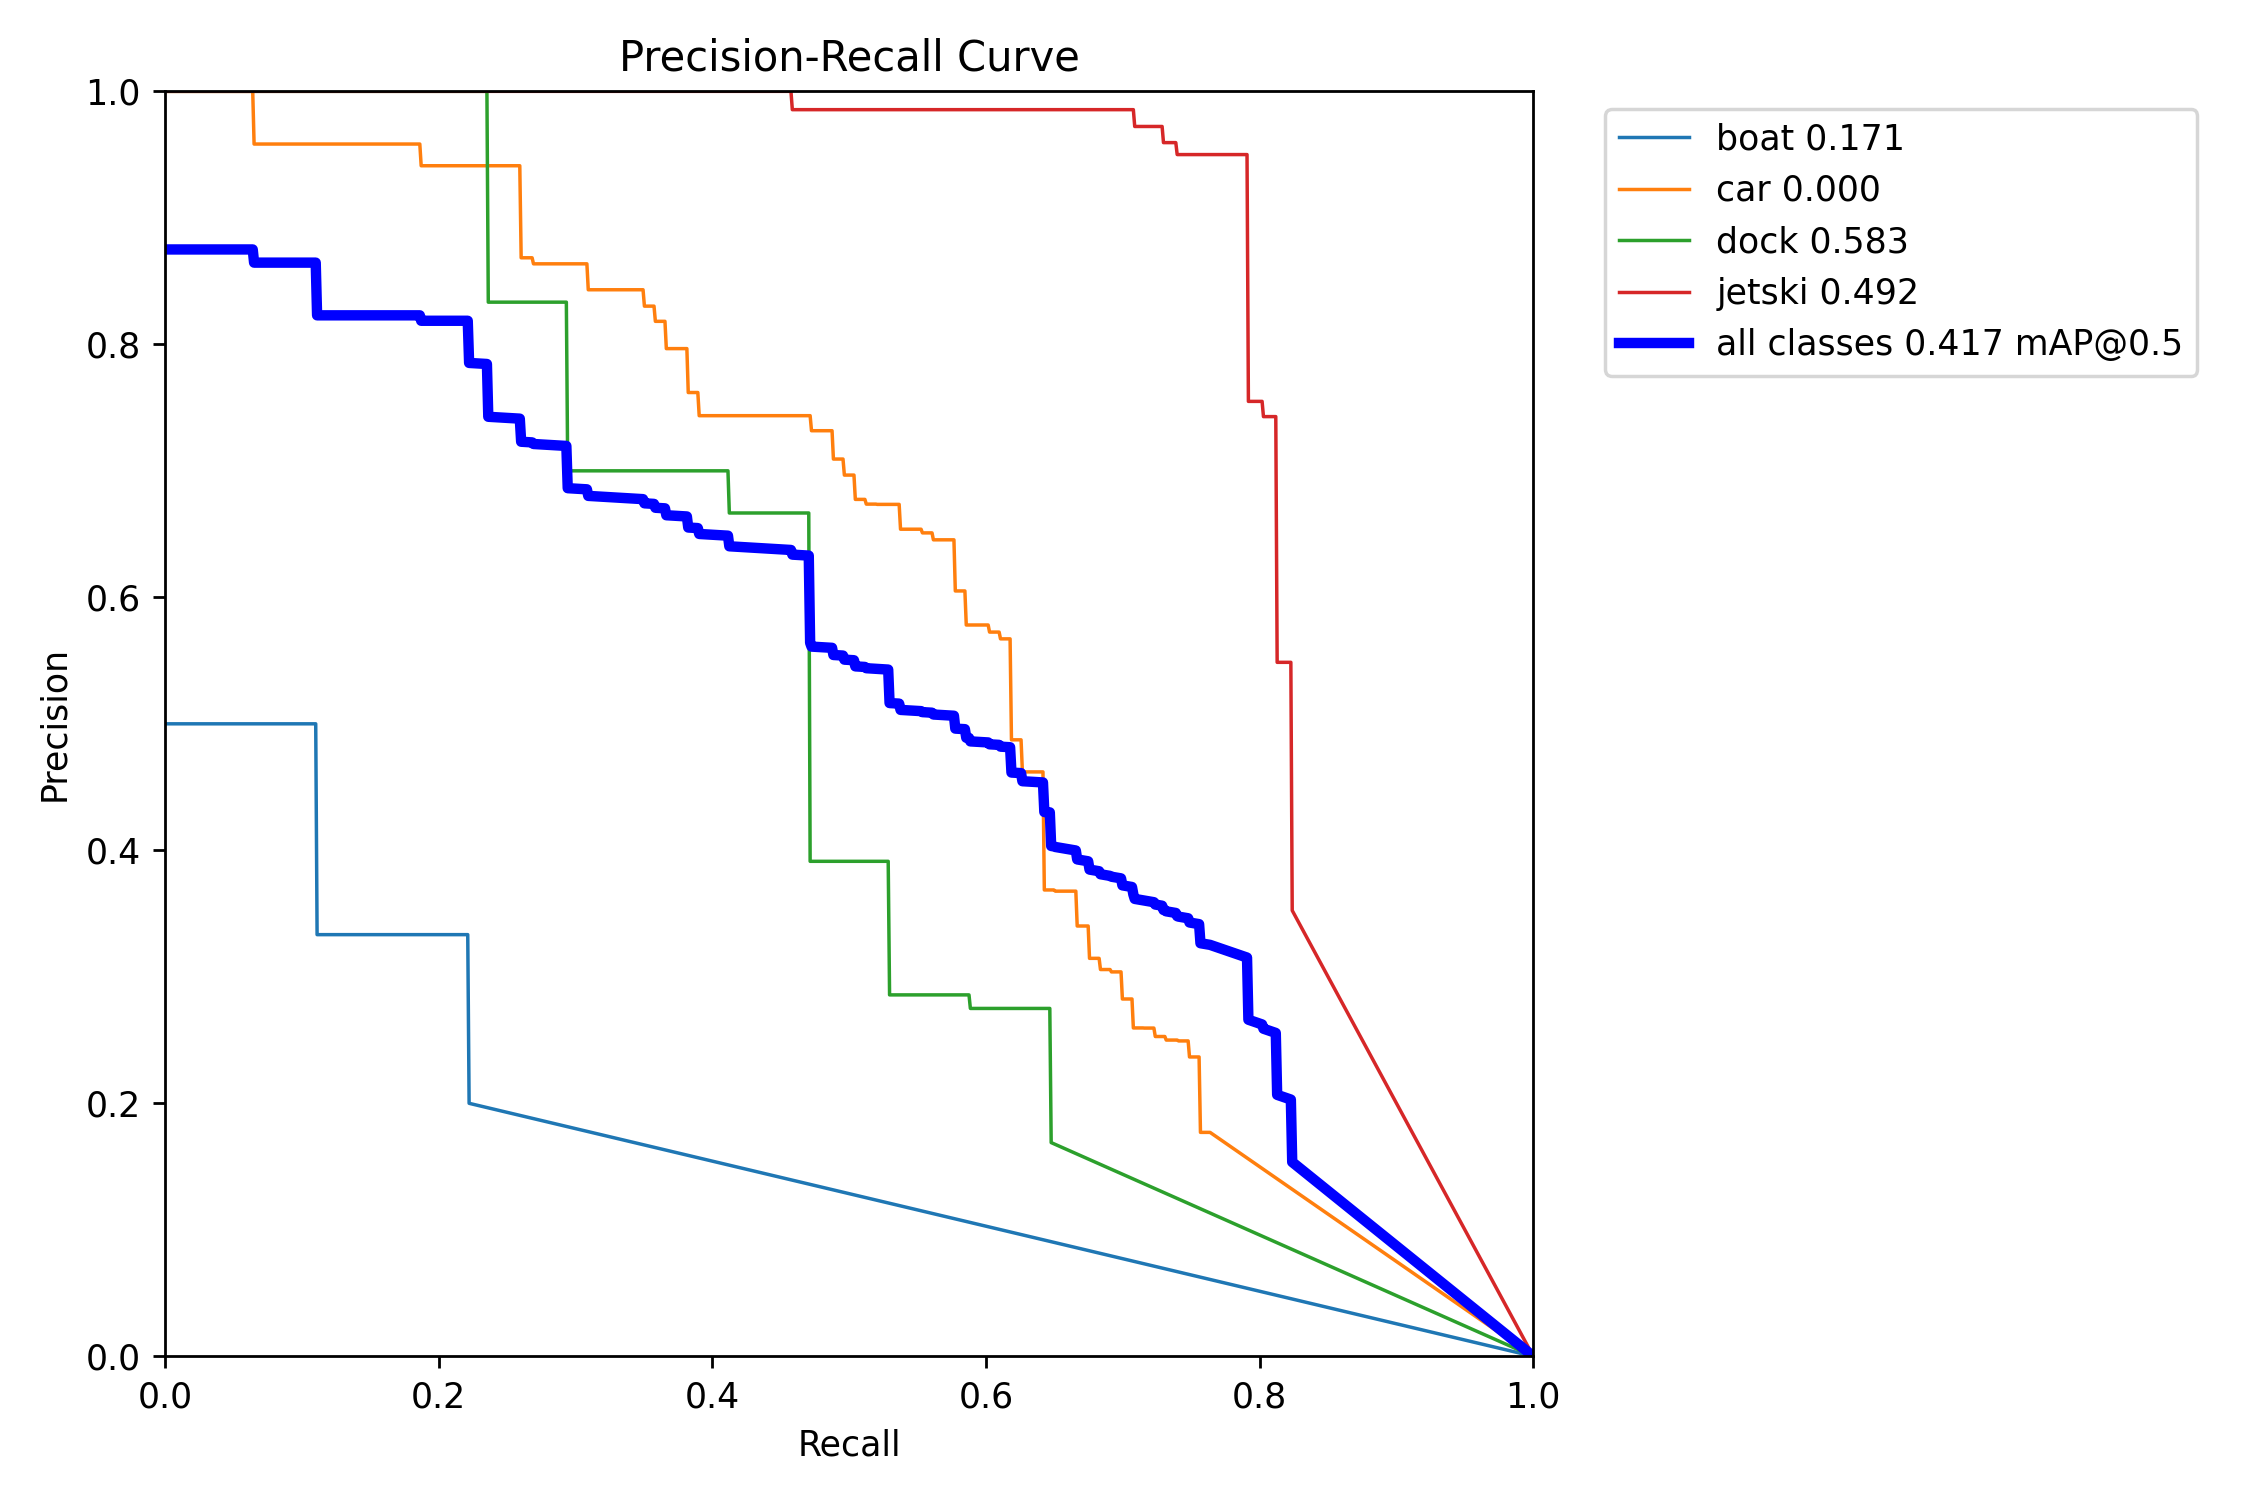 Precision-Recall Curve
1.0
0.8
0.6
0.4
0.2
0.0
Precision
0.0 0.2 0.4 0.6 0.8 1.0
Recall
boat 0.171
car 0.000
dock 0.583
jetski 0.492
all classes 0.417 mAP@0.5